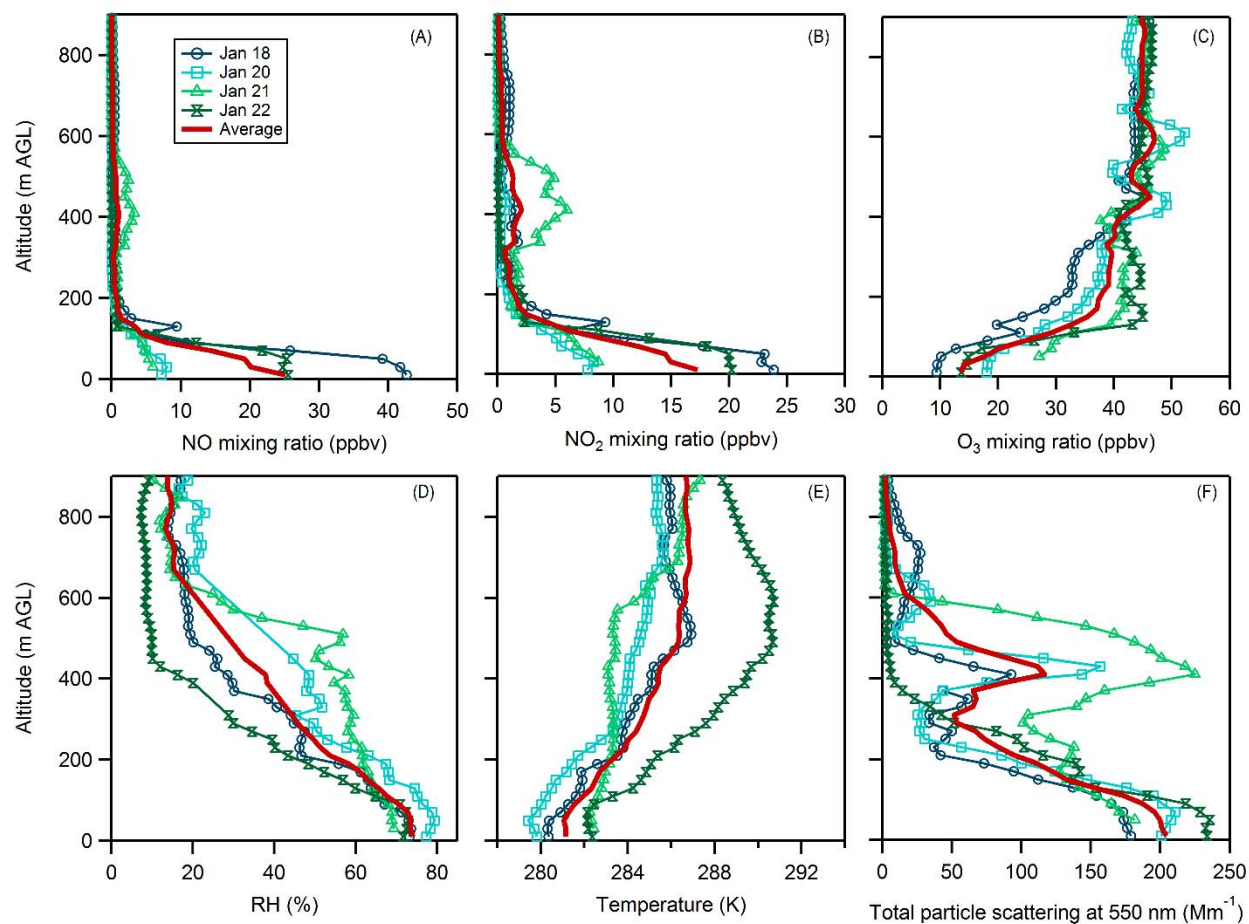 (A)
Jan 18
Jan 20
Jan 21
Jan 22
Average
Altitude (m AGL)
800
600
400
200
0
0 10 20 30 40 50
NO mixing ratio (ppbv)
(B)
0 5 10 15 20 25 30
NO₂ mixing ratio (ppbv)
(C)
0 10 20 30 40 50 60
O₃ mixing ratio (ppbv)
(D)
Altitude (m AGL)
800
600
400
200
0
0 20 40 60 80
RH (%)
(E)
280 284 288 292
Temperature (K)
(F)
0 50 100 150 200 250
Total particle scattering at 550 nm (Mm⁻¹)